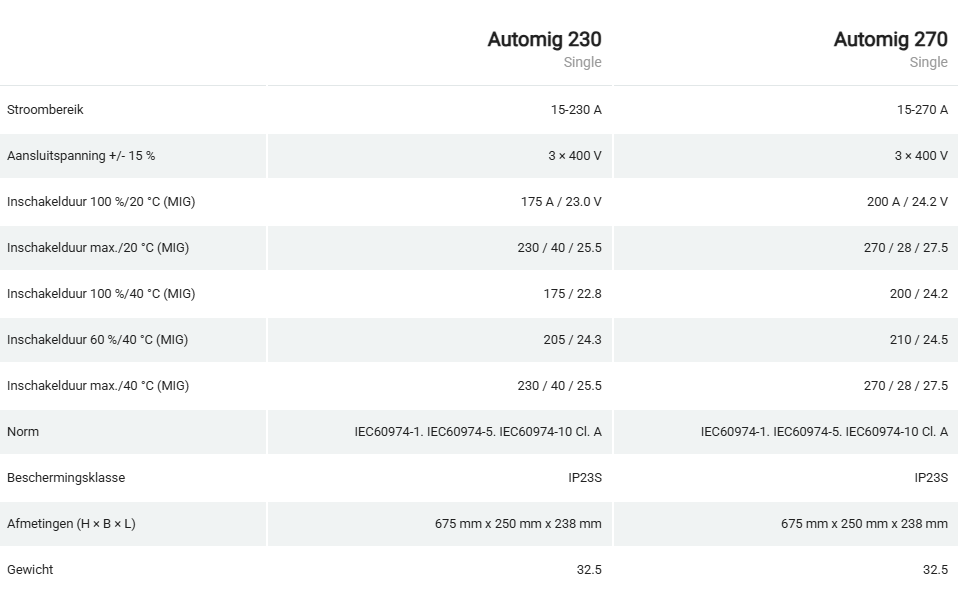 Automig 230 Automig 270
Single Single
Stroombereik 15-230 A 15-270 A
Aansluitspanning +/- 15 % 3 × 400 V 3 × 400 V
Inschakelduur 100 %/20 °C (MIG) 175 A / 23.0 V 200 A / 24.2 V
Inschakelduur max./20 °C (MIG) 230 / 40 / 25.5 270 / 28 / 27.5
Inschakelduur 100 %/40 °C (MIG) 175 / 22.8 200 / 24.2
Inschakelduur 60 %/40 °C (MIG) 205 / 24.3 210 / 24.5
Inschakelduur max./40 °C (MIG) 230 / 40 / 25.5 270 / 28 / 27.5
Norm IEC60974-1. IEC60974-5. IEC60974-10 Cl. A IEC60974-1. IEC60974-5. IEC60974-10 Cl. A
Beschermingsklasse IP23S IP23S
Afmetingen (H × B × L) 675 mm x 250 mm x 238 mm 675 mm x 250 mm x 238 mm
Gewicht 32.5 32.5